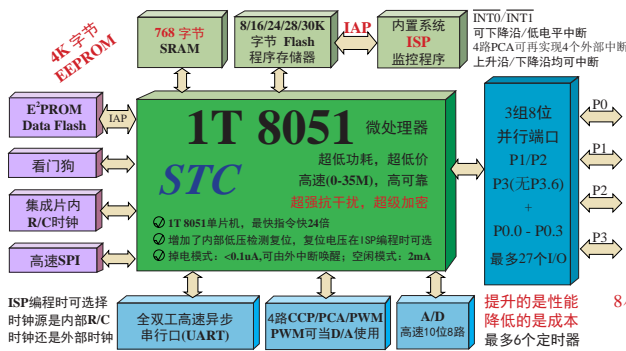 4K 字节
EEPROM
768 字节
SRAM
8/16/24/28/30K
字节 Flash
程序存储器
IAP
内置系统
ISP
监控程序
INT0/INT1
可下降沿/低电平中断
4路PCA可再实现4个外部中断
上升沿/下降沿均可中断
E²PROM
Data Flash
IAP
看门狗
集成片内
R/C时钟
高速SPI
1T 8051 微处理器
STC
超低功耗，超低价
高速(0-35M)，高可靠
超强抗干扰，超级加密
1T 8051单片机，最快指令快24倍
增加了内部低压检测复位，复位电压在ISP编程时可选
掉电模式：<0.1uA,可由外中断唤醒；空闲模式：2mA
3组8位
并行端口
P1/P2
P3(无P3.6)
+
P0.0 - P0.3
最多27个I/O
P0
P1
P2
P3
ISP编程时可选择
时钟源是内部R/C
时钟还是外部时钟
全双工高速异步
串行口(UART)
4路CCP/PCA/PWM
PWM可当D/A使用
A/D
高速10位8路
提升的是性能
降低的是成本
最多6个定时器